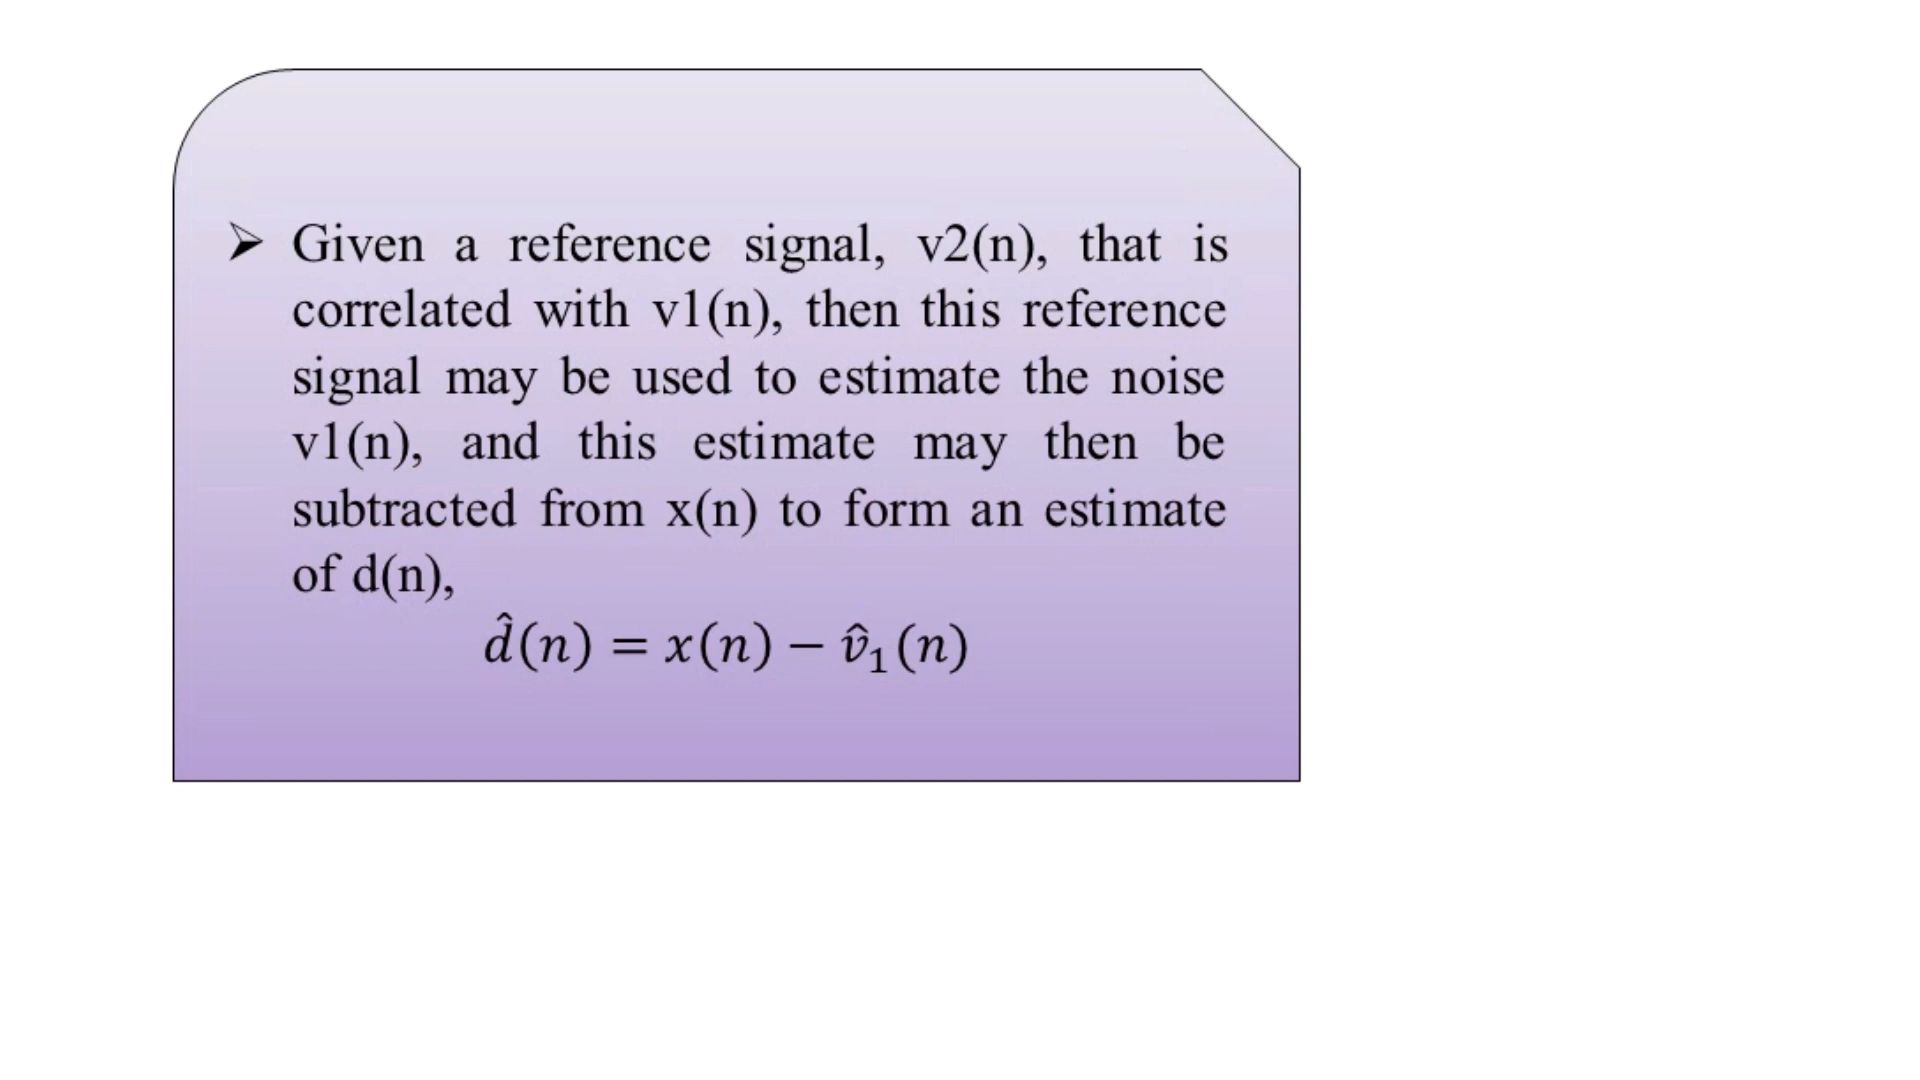 ➢ Given a reference signal, v2(n), that is
correlated with v1(n), then this reference
signal may be used to estimate the noise
v1(n), and this estimate may then be
subtracted from x(n) to form an estimate
of d(n),
d̂(n) = x(n) − v̂₁(n)